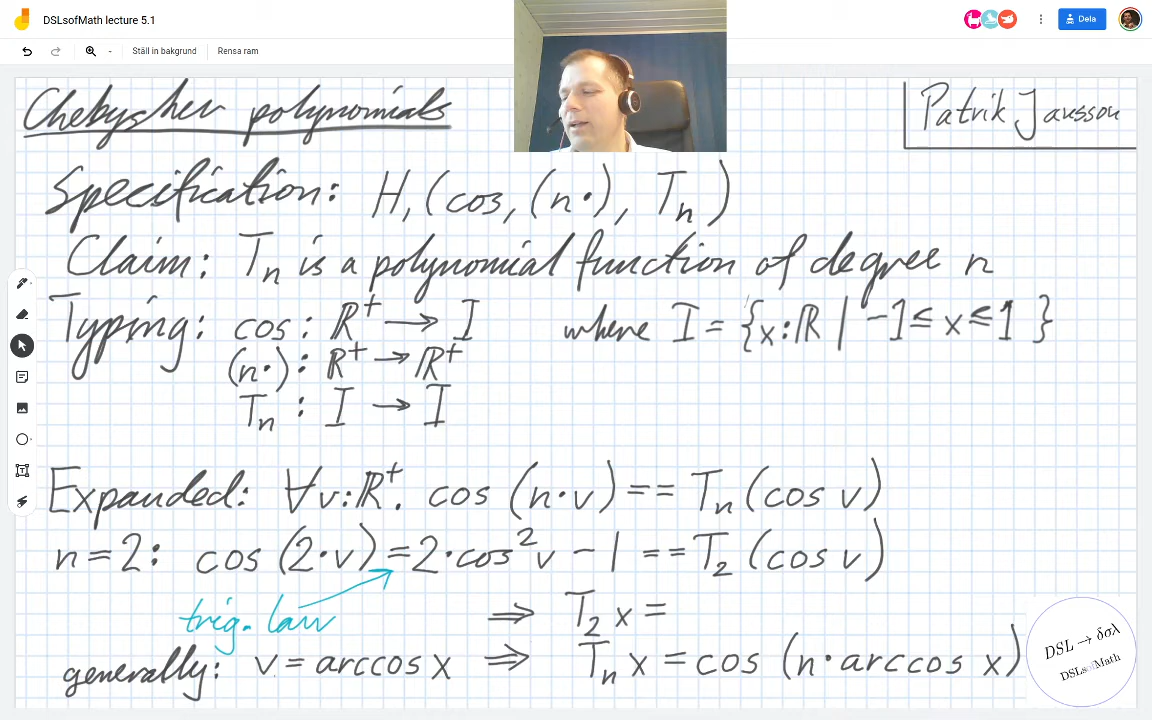 DSLsofMath lecture 5.1
Dela
Ställ in bakgrund
Rensa ram
Chebyshev polynomials
Patrik Jansson
Specification: H₁(cos, (n·), Tₙ)
Claim: Tₙ is a polynomial function of degree n
Typing: cos : ℝ⁺ → I where I = {x:ℝ | -1 ≤ x ≤ 1}
(n·) : ℝ⁺ → ℝ⁺
Tₙ : I → I
Expanded: ∀v:ℝ⁺. cos (n·v) == Tₙ (cos v)
n=2: cos (2·v) = 2·cos²v - 1 == T₂ (cos v)
trig. law
⇒ T₂ x =
generally: v = arccos x ⇒ Tₙ x = cos (n·arccos x)
DSL → δσλ
DSLsofMath